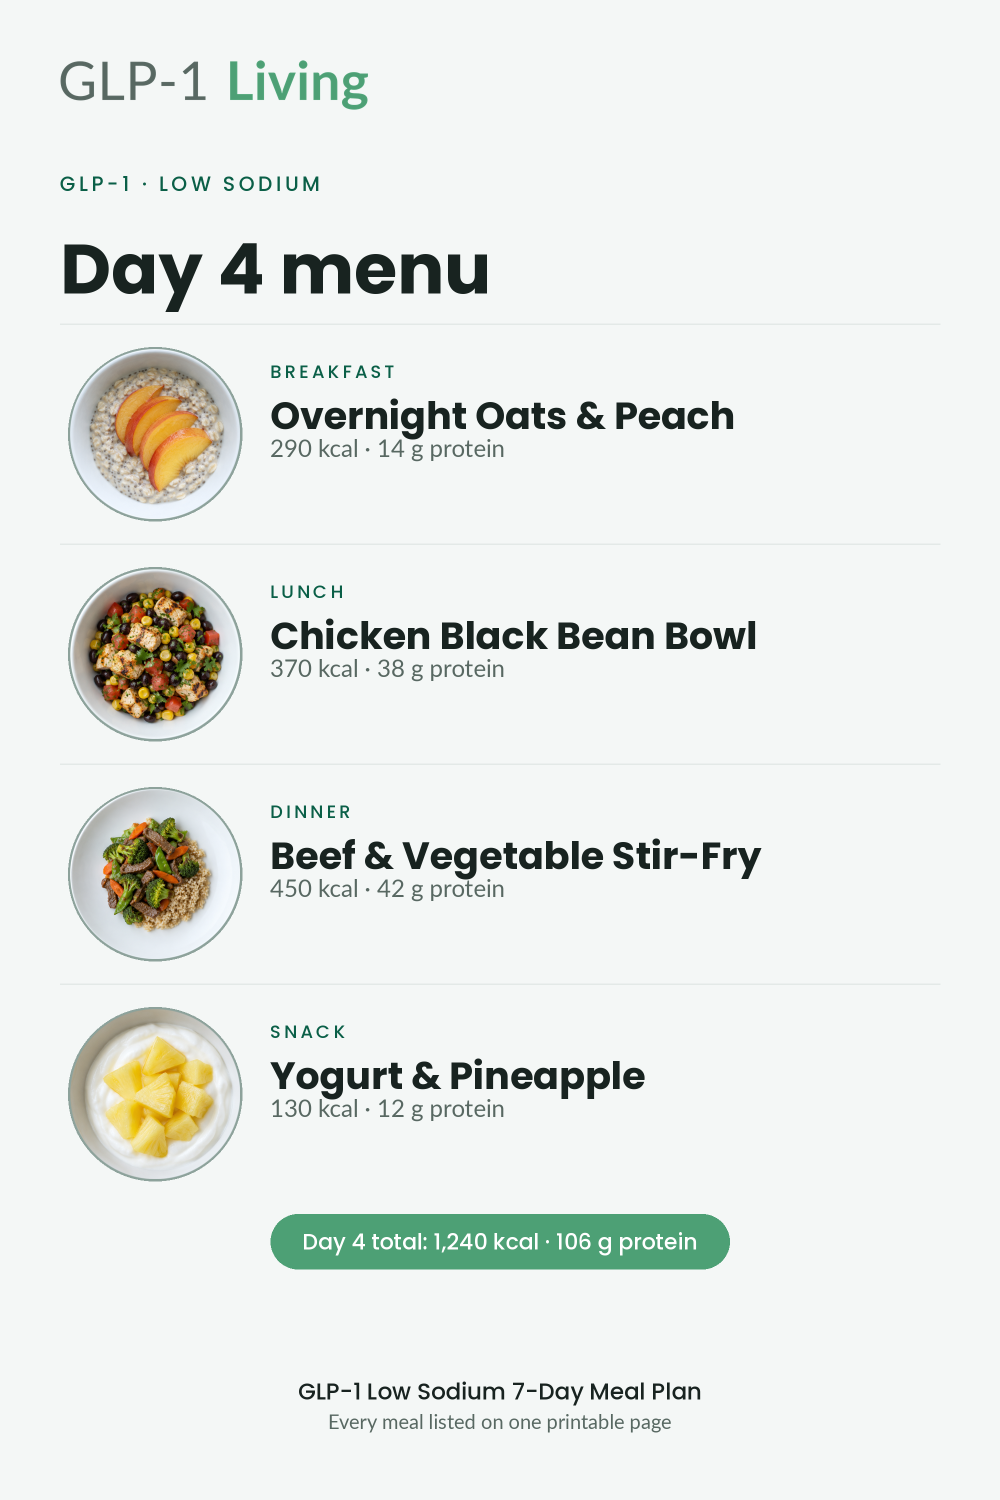 GLP-1 Living
GLP-1 · LOW SODIUM
Day 4 menu
BREAKFAST
Overnight Oats & Peach
290 kcal · 14 g protein
LUNCH
Chicken Black Bean Bowl
370 kcal · 38 g protein
DINNER
Beef & Vegetable Stir-Fry
450 kcal · 42 g protein
SNACK
Yogurt & Pineapple
130 kcal · 12 g protein
Day 4 total: 1,240 kcal · 106 g protein
GLP-1 Low Sodium 7-Day Meal Plan
Every meal listed on one printable page